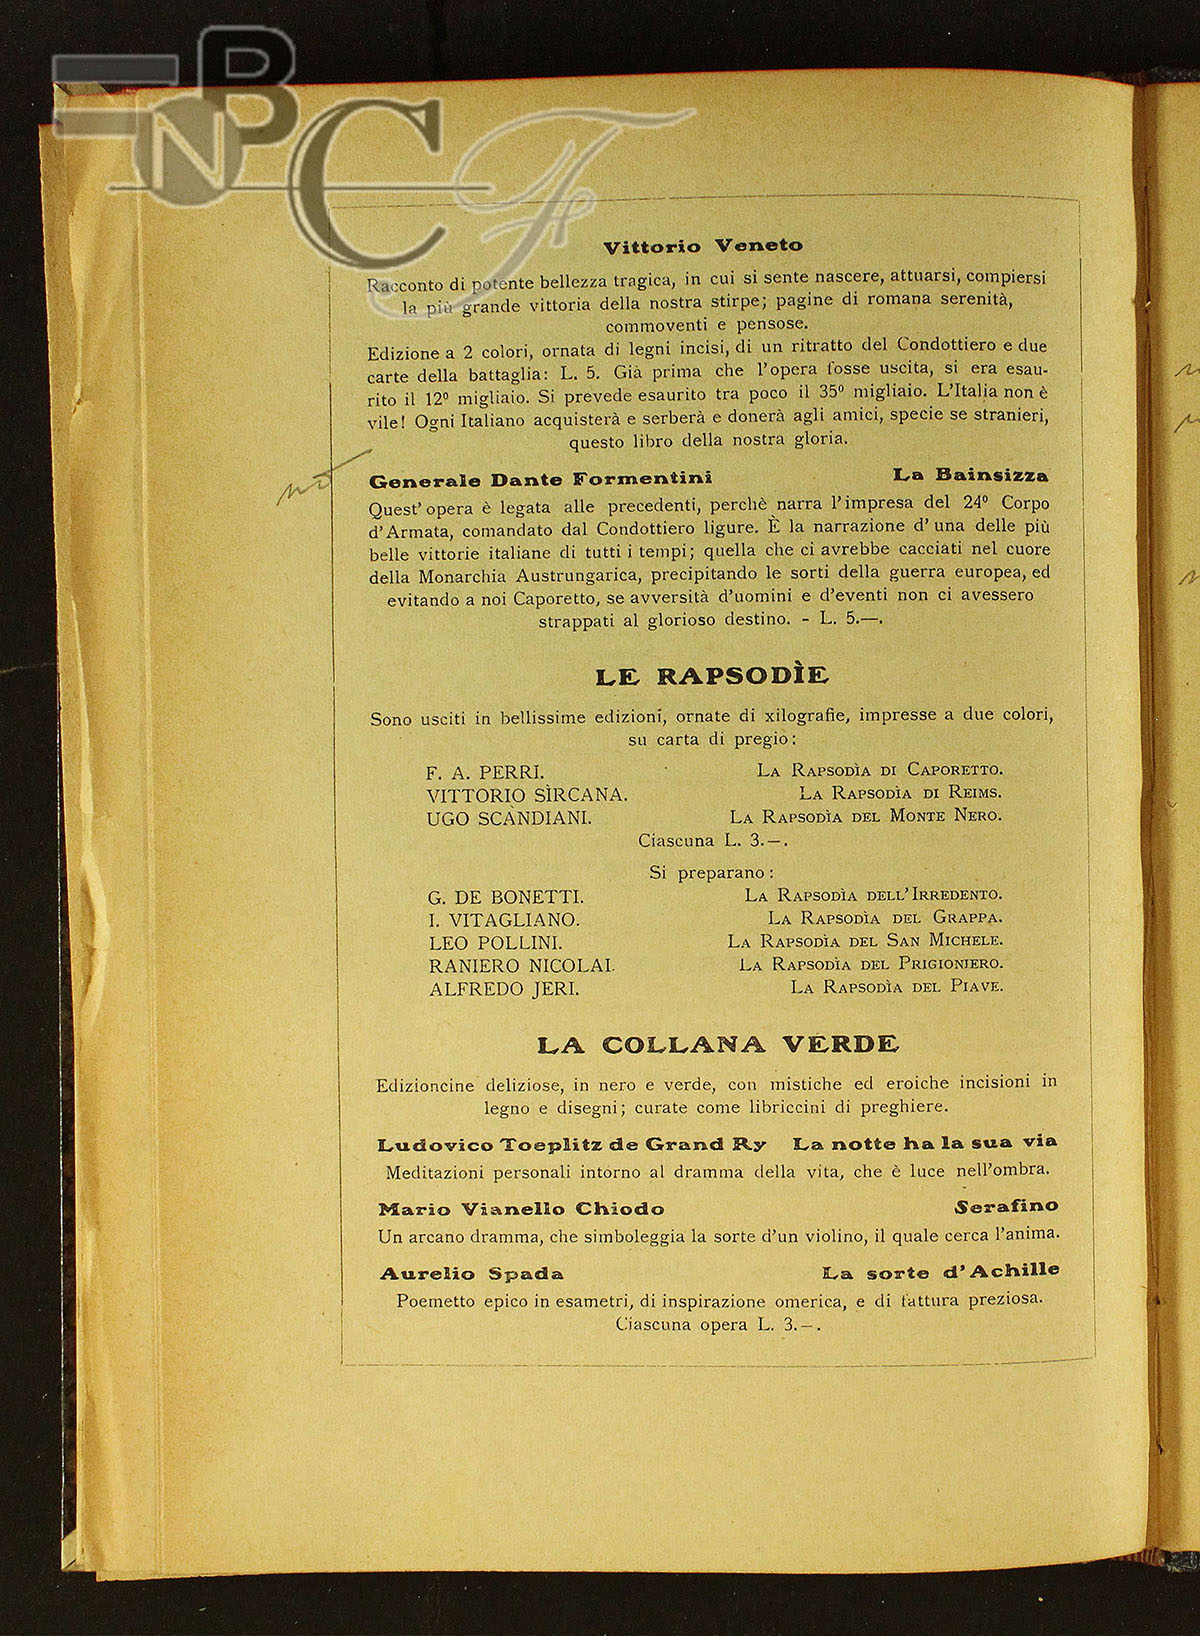 Vittorio Veneto
Racconto di potente bellezza tragica, in cui si sente nascere, attuarsi, compiersi
la più grande vittoria della nostra stirpe; pagine di romana serenità,
commoventi e pensose.
Edizione a 2 colori, ornata di legni incisi, di un ritratto del Condottiero e due
carte della battaglia: L. 5. Già prima che l'opera fosse uscita, si era esau-
rito il 12º migliaio. Si prevede esaurito tra poco il 35º migliaio. L'Italia non è
vile! Ogni Italiano acquisterà e serberà e donerà agli amici, specie se stranieri,
questo libro della nostra gloria.
Generale Dante Formentini La Bainsizza
Quest' opera è legata alle precedenti, perchè narra l'impresa del 24º Corpo
d'Armata, comandato dal Condottiero ligure. È la narrazione d'una delle più
belle vittorie italiane di tutti i tempi; quella che ci avrebbe cacciati nel cuore
della Monarchia Austrungarica, precipitando le sorti della guerra europea, ed
evitando a noi Caporetto, se avversità d'uomini e d'eventi non ci avessero
strappati al glorioso destino. - L. 5.—.
LE RAPSODÌE
Sono usciti in bellissime edizioni, ornate di xilografie, impresse a due colori,
su carta di pregio:
F. A. PERRI. La Rapsodìa di Caporetto.
VITTORIO SÌRCANA. La Rapsodìa di Reims.
UGO SCANDIANI. La Rapsodìa del Monte Nero.
Ciascuna L. 3.—.
Si preparano:
G. DE BONETTI. La Rapsodìa dell'Irredento.
I. VITAGLIANO. La Rapsodìa del Grappa.
LEO POLLINI. La Rapsodìa del San Michele.
RANIERO NICOLAI. La Rapsodìa del Prigioniero.
ALFREDO JERI. La Rapsodìa del Piave.
LA COLLANA VERDE
Edizioncine deliziose, in nero e verde, con mistiche ed eroiche incisioni in
legno e disegni; curate come libriccini di preghiere.
Ludovico Toeplitz de Grand Ry La notte ha la sua via
Meditazioni personali intorno al dramma della vita, che è luce nell'ombra.
Mario Vianello Chiodo Serafino
Un arcano dramma, che simboleggia la sorte d'un violino, il quale cerca l'anima.
Aurelio Spada La sorte d'Achille
Poemetto epico in esametri, di inspirazione omerica, e di fattura preziosa.
Ciascuna opera L. 3.—.